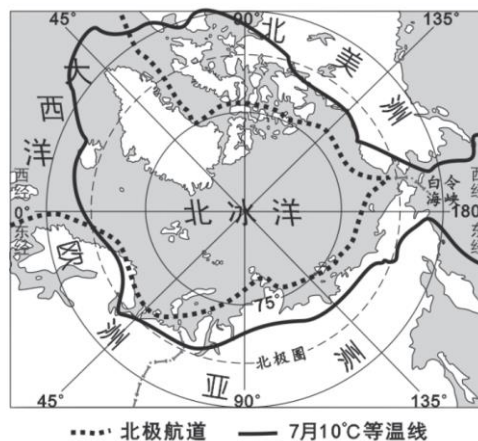 45° 90° 135°
北美洲
大西洋
西经 0° 东经
北冰洋
白令海峡
西经 180° 东经
75°
北极圈
欧洲
亚洲
45° 90° 135°
北极航道 7月10℃等温线